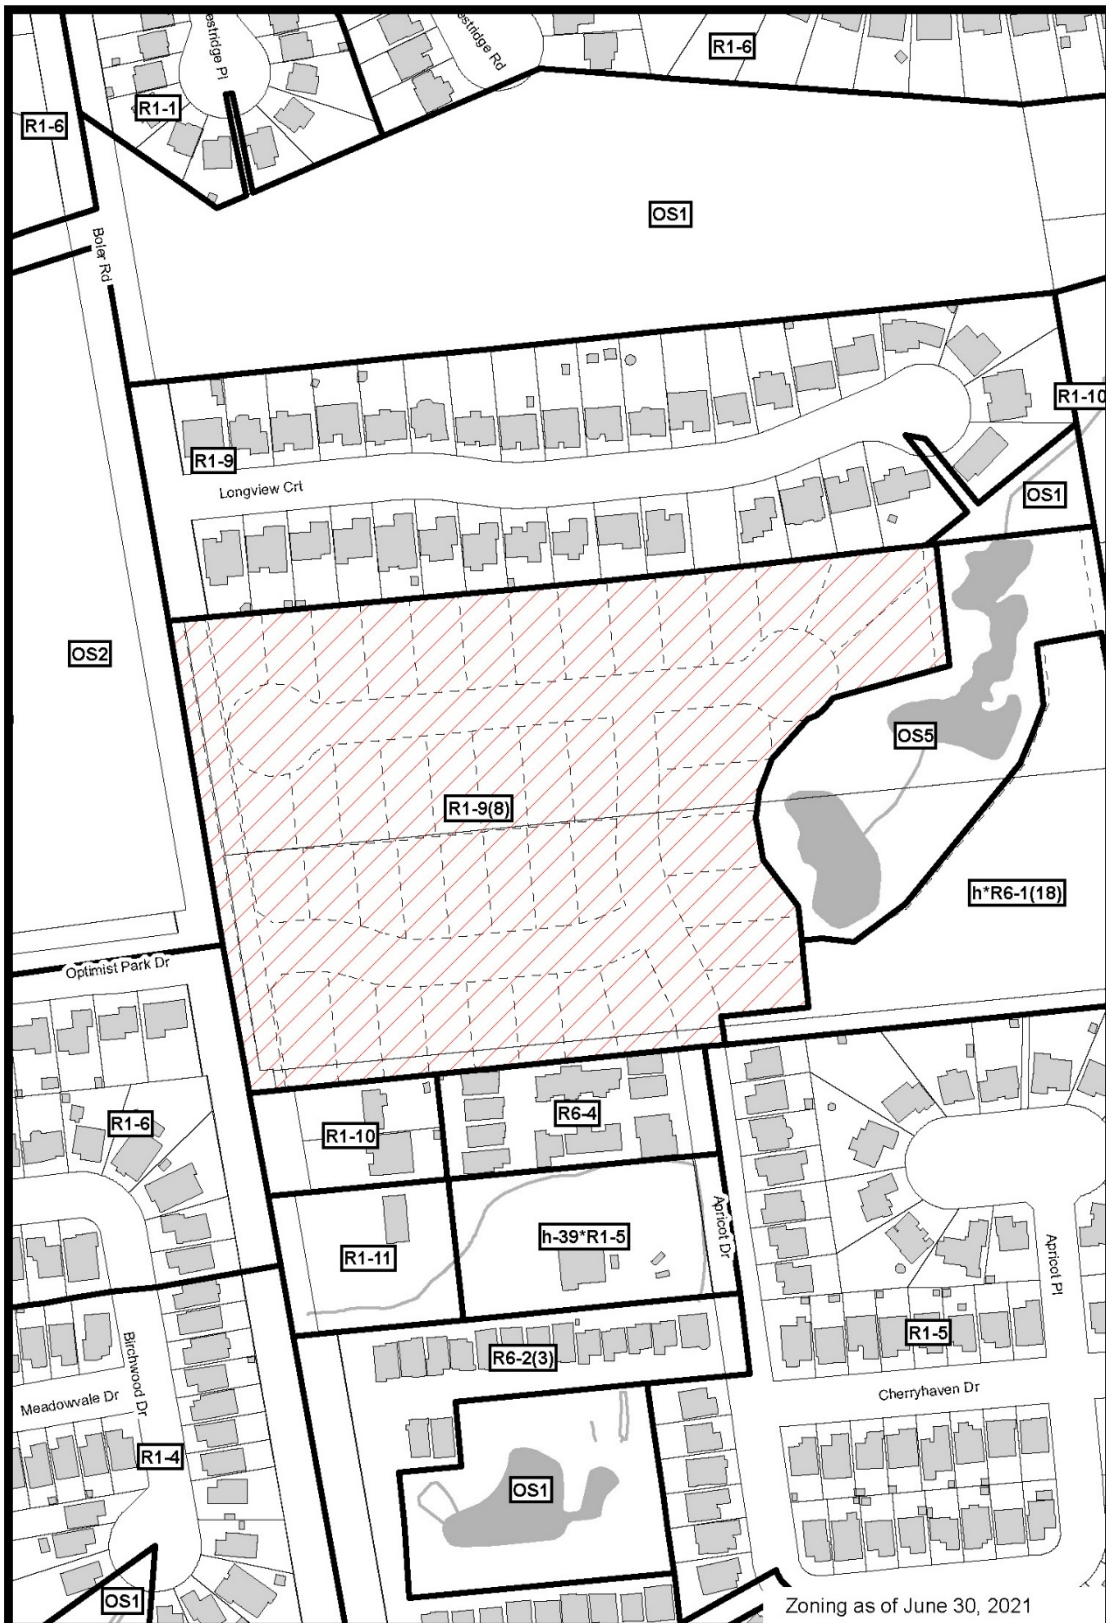 R1-6
R1-1
R1-6
OS1
Boler Rd
R1-10
R1-9
Longview Crt
OS1
OS2
OS5
R1-9(8)
h*R6-1(18)
Optimist Park Dr
R1-6
R1-10
R6-4
Apricot Dr
h-39*R1-5
R1-11
Apricot Pl
R1-5
R6-2(3)
Birchwood Dr
Meadowvale Dr
Cherryhaven Dr
R1-4
OS1
OS1
Zoning as of June 30, 2021